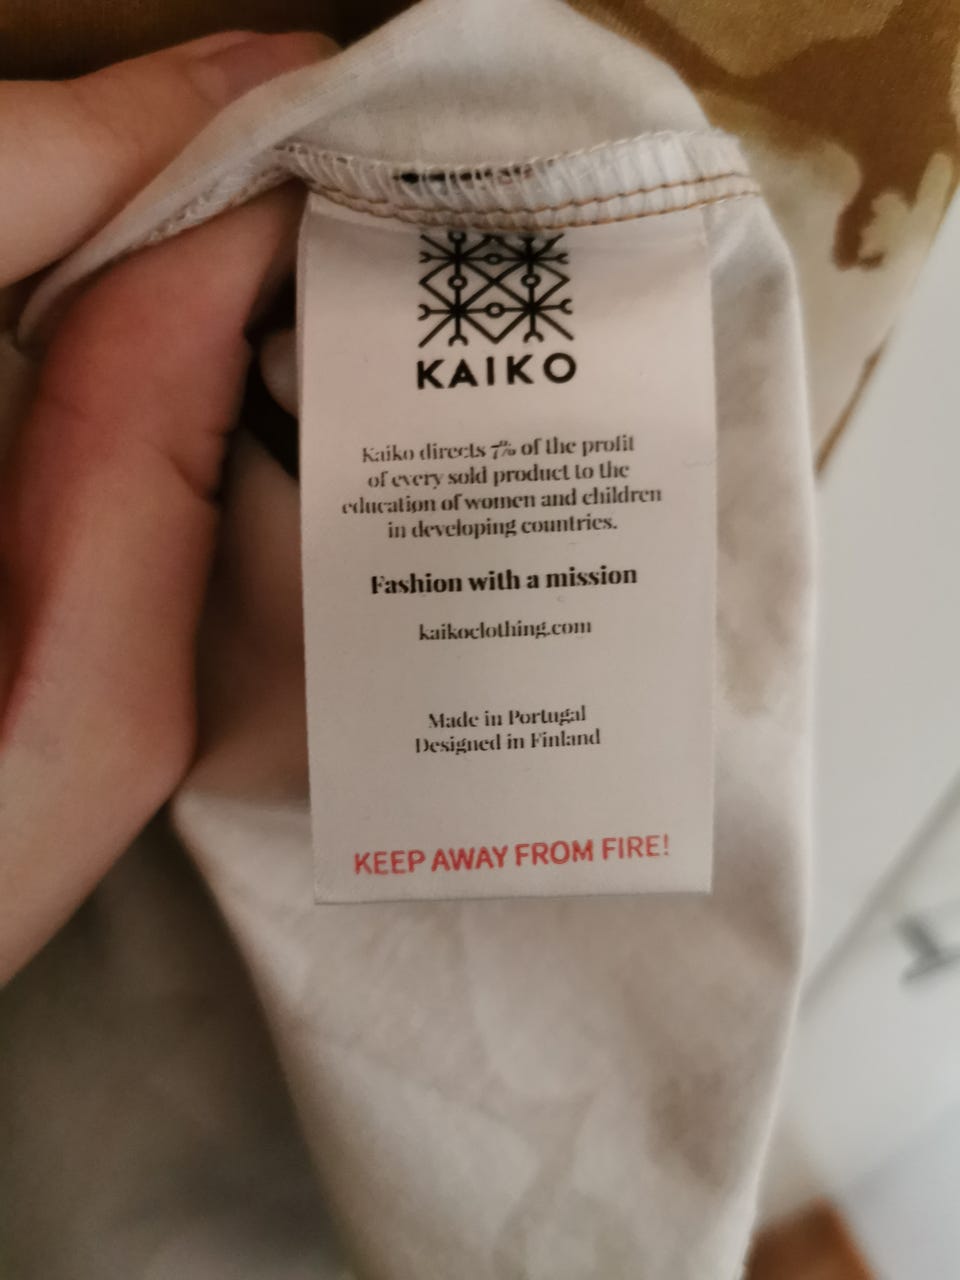 KAIKO
Kaiko directs 7% of the profit
of every sold product to the
education of women and children
in developing countries.
Fashion with a mission
kaikoclothing.com
Made in Portugal
Designed in Finland
KEEP AWAY FROM FIRE!